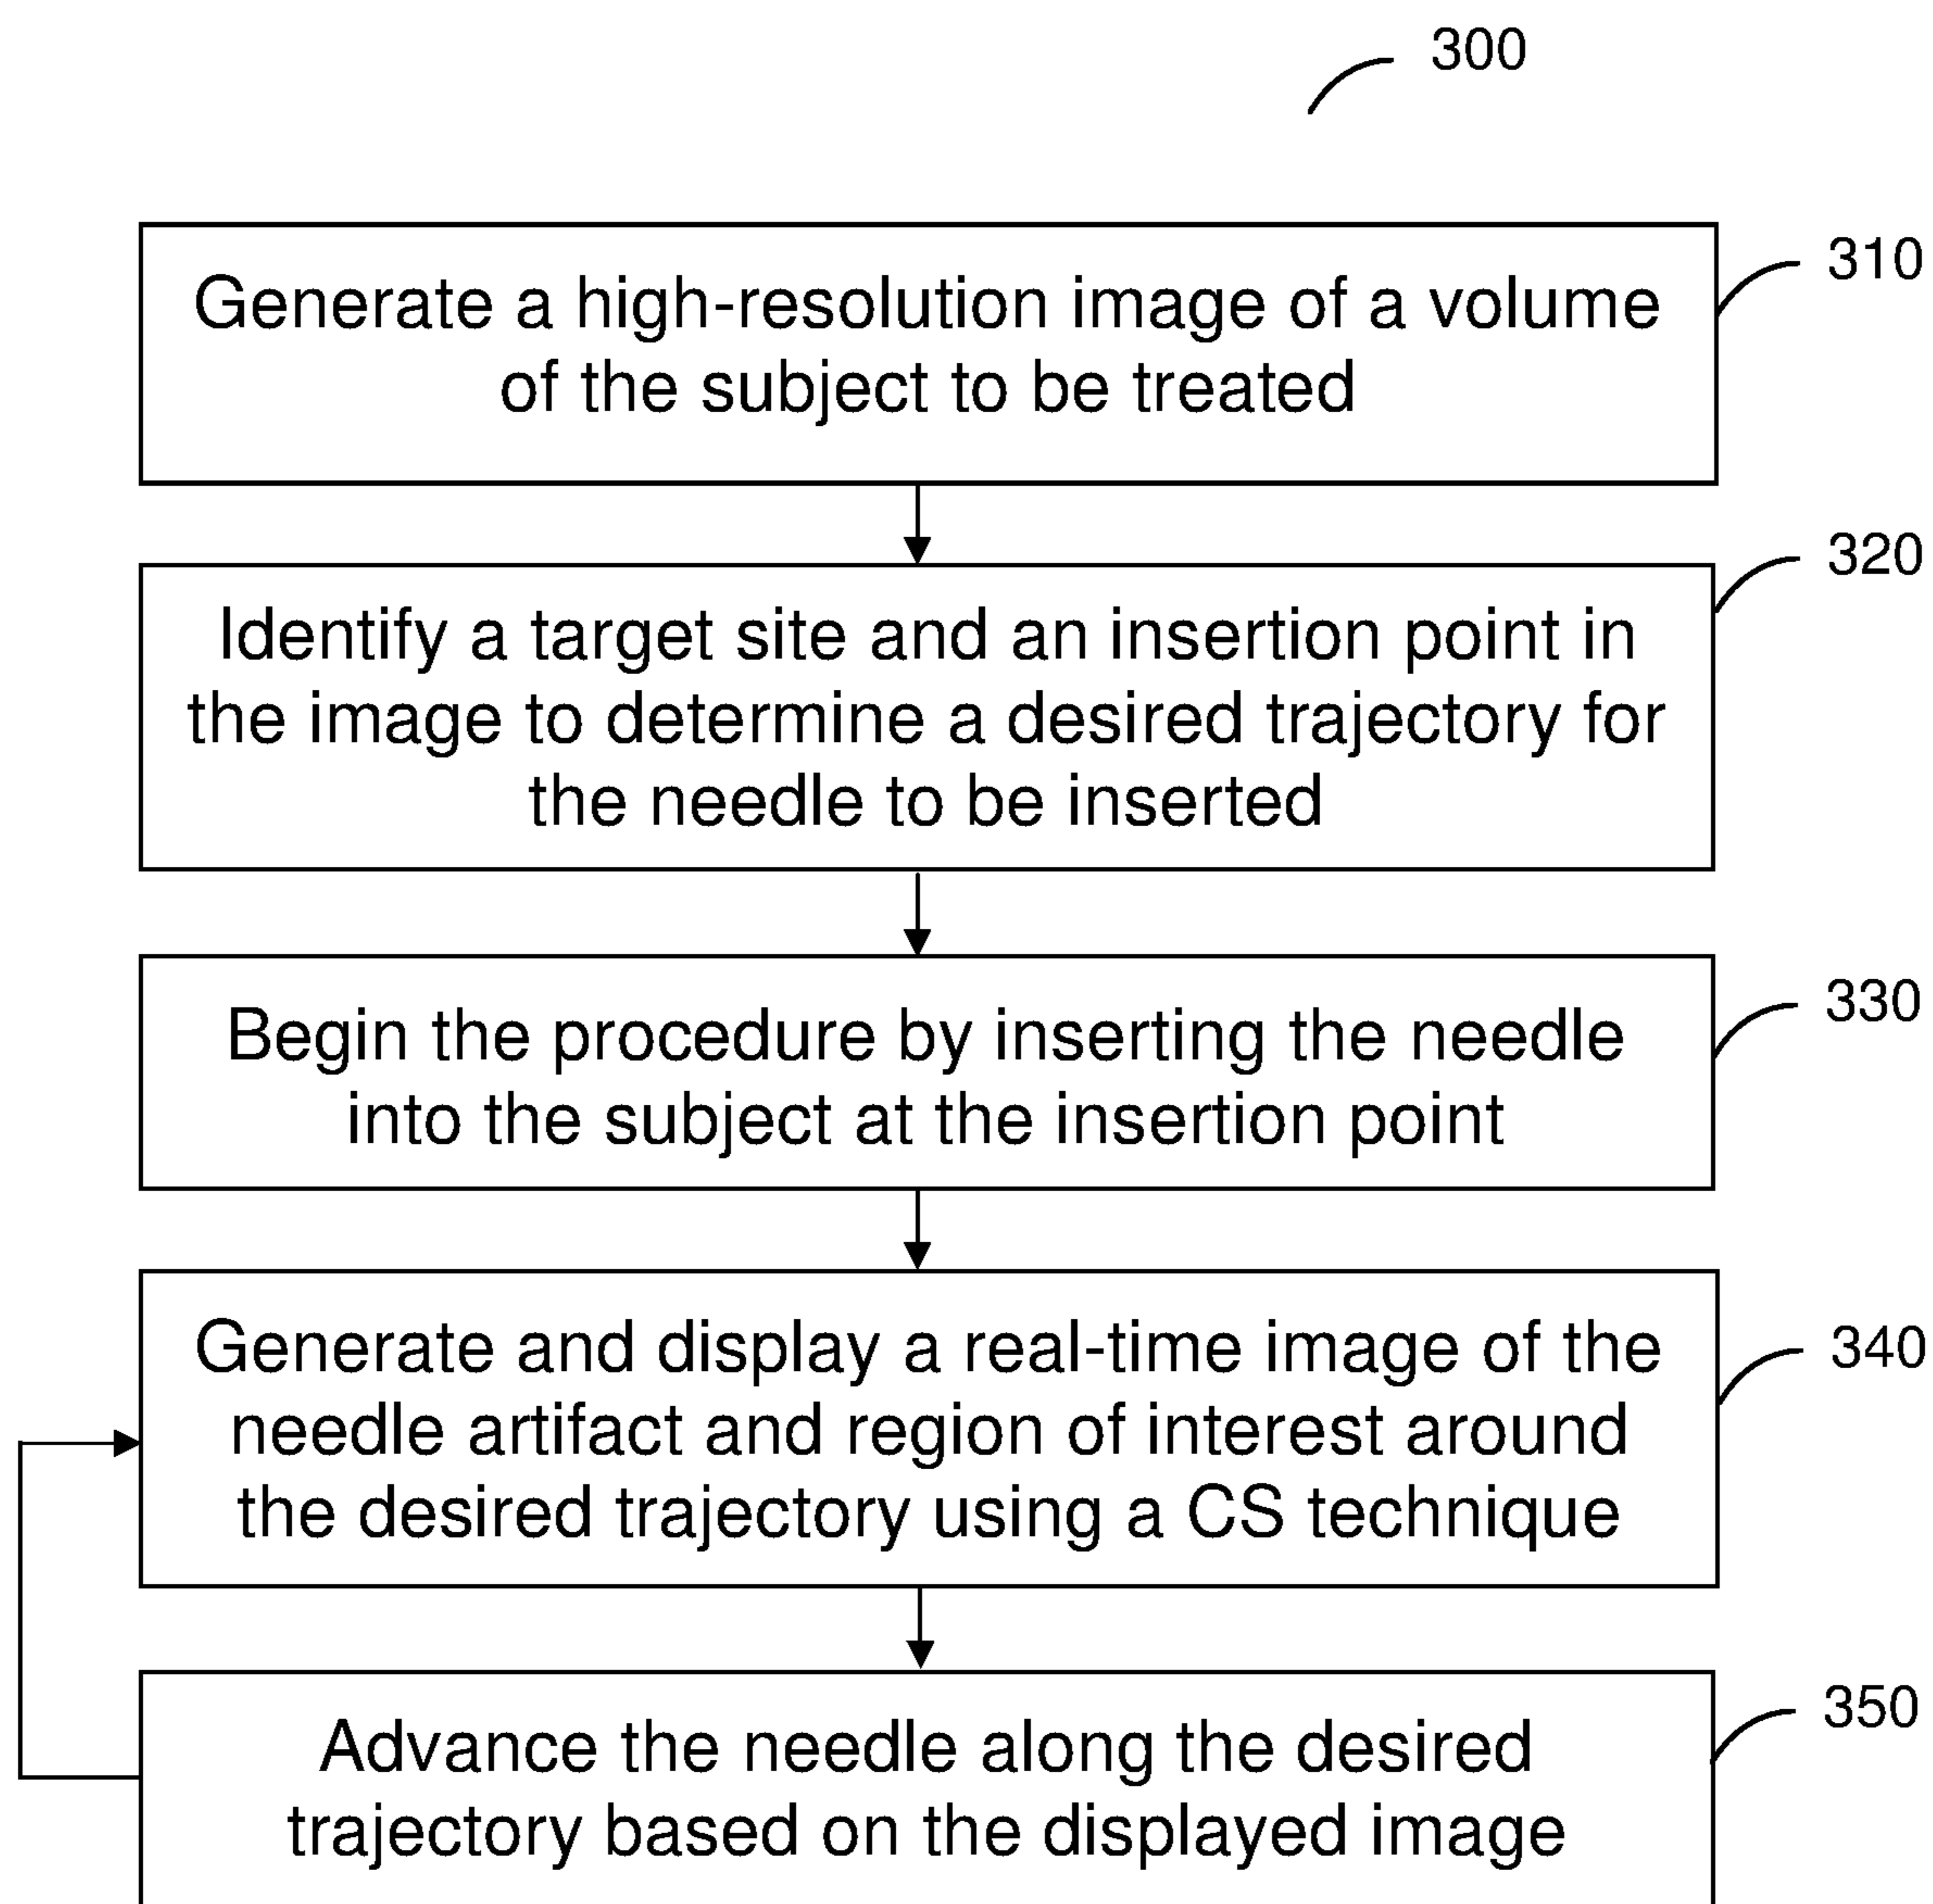 300
310
Generate a high-resolution image of a volume
of the subject to be treated
320
Identify a target site and an insertion point in
the image to determine a desired trajectory for
the needle to be inserted
330
Begin the procedure by inserting the needle
into the subject at the insertion point
340
Generate and display a real-time image of the
needle artifact and region of interest around
the desired trajectory using a CS technique
350
Advance the needle along the desired
trajectory based on the displayed image